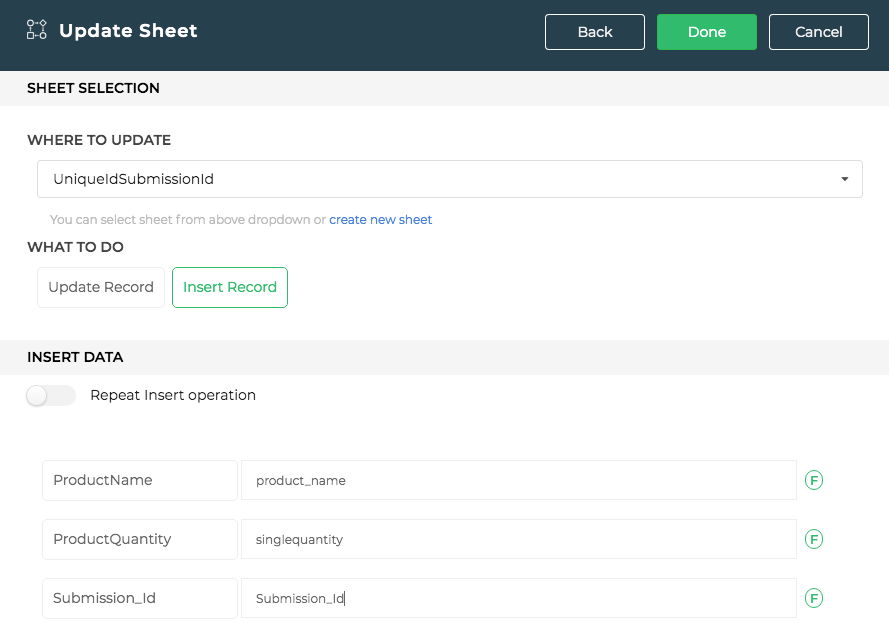 Update Sheet
Back
Done
Cancel
SHEET SELECTION
WHERE TO UPDATE
UniqueIdSubmissionId
You can select sheet from above dropdown or create new sheet
WHAT TO DO
Update Record
Insert Record
INSERT DATA
Repeat Insert operation
ProductName
product_name
F
ProductQuantity
singlequantity
F
Submission_Id
Submission_Id
F